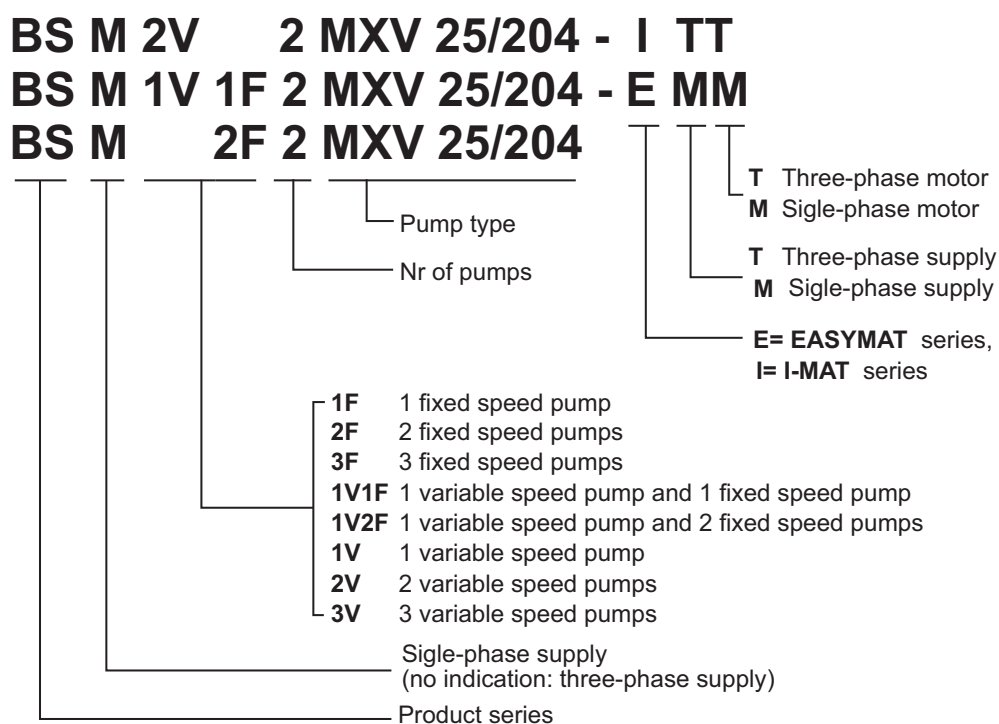 BS M 2V 2 MXV 25/204 - I TT
BS M 1V 1F 2 MXV 25/204 - E MM
BS M 2F 2 MXV 25/204
T Three-phase motor
M Sigle-phase motor
Pump type
T Three-phase supply
Nr of pumps
M Sigle-phase supply
E= EASYMAT series,
I= I-MAT series
1F 1 fixed speed pump
2F 2 fixed speed pumps
3F 3 fixed speed pumps
1V1F 1 variable speed pump and 1 fixed speed pump
1V2F 1 variable speed pump and 2 fixed speed pumps
1V 1 variable speed pump
2V 2 variable speed pumps
3V 3 variable speed pumps
Sigle-phase supply
(no indication: three-phase supply)
Product series